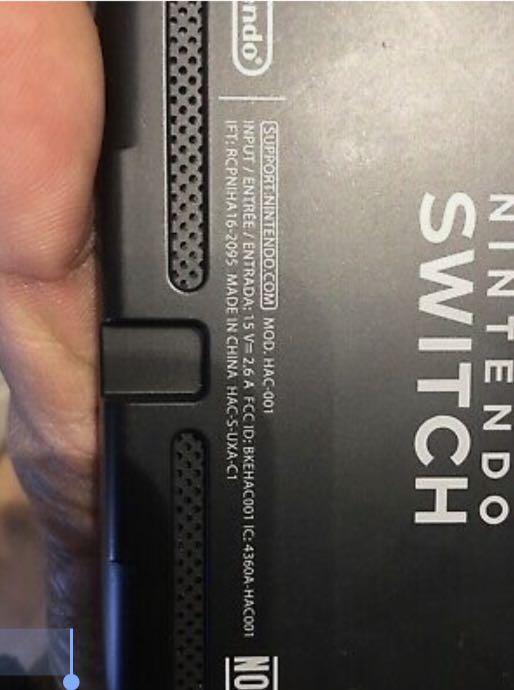 ndo®
SUPPORT.NINTENDO.COM MOD. HAC-001
INPUT / ENTRÉE / ENTRADA: 15 V⎓ 2,6 A FCC ID: BKEHAC001 IC: 4360A-HAC001
IFT: RCPNIHA16-2095 MADE IN CHINA HAC-S-UXA-C1
NO
NINTENDO
SWITCH